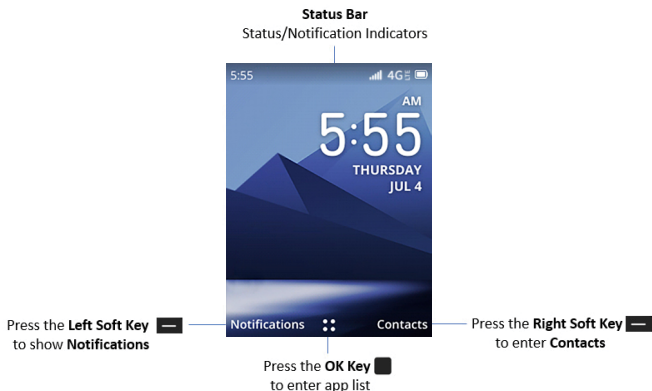 Status Bar
Status/Notification Indicators
5:55 4G
AM
5:55
THURSDAY
JUL 4
Notifications Contacts
Press the Left Soft Key
to show Notifications
Press the Right Soft Key
to enter Contacts
Press the OK Key
to enter app list